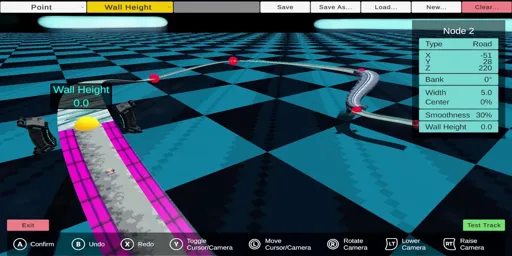 Point
Wall Height
Save
Save As...
Load...
New...
Clear...
Node 2
Type Road
X -51
Y 28
Z 220
Bank 0°
Width 5.0
Center 0%
Smoothness 30%
Wall Height 0.0
Wall Height
0.0
Exit
Test Track
A Confirm
B Undo
X Redo
Y Toggle Cursor/Camera
L Move Cursor/Camera
R Rotate Camera
LT Lower Camera
RT Raise Camera